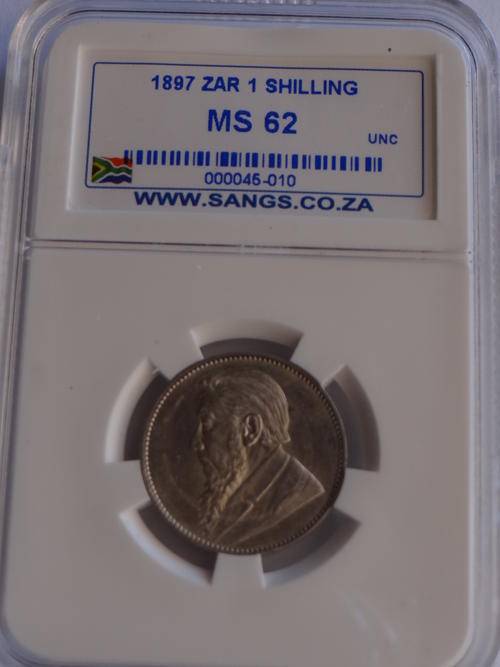 1897 ZAR 1 SHILLING
MS 62
UNC
000045-010
WWW.SANGS.CO.ZA